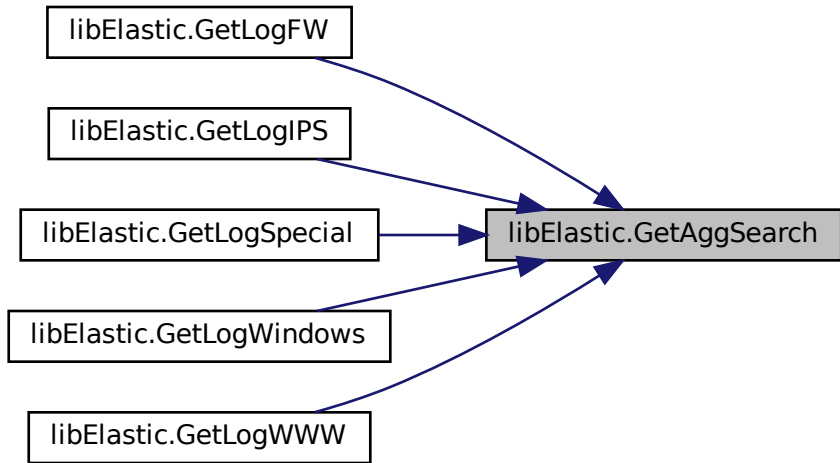 libElastic.GetLogFW
libElastic.GetLogIPS
libElastic.GetLogSpecial
libElastic.GetAggSearch
libElastic.GetLogWindows
libElastic.GetLogWWW